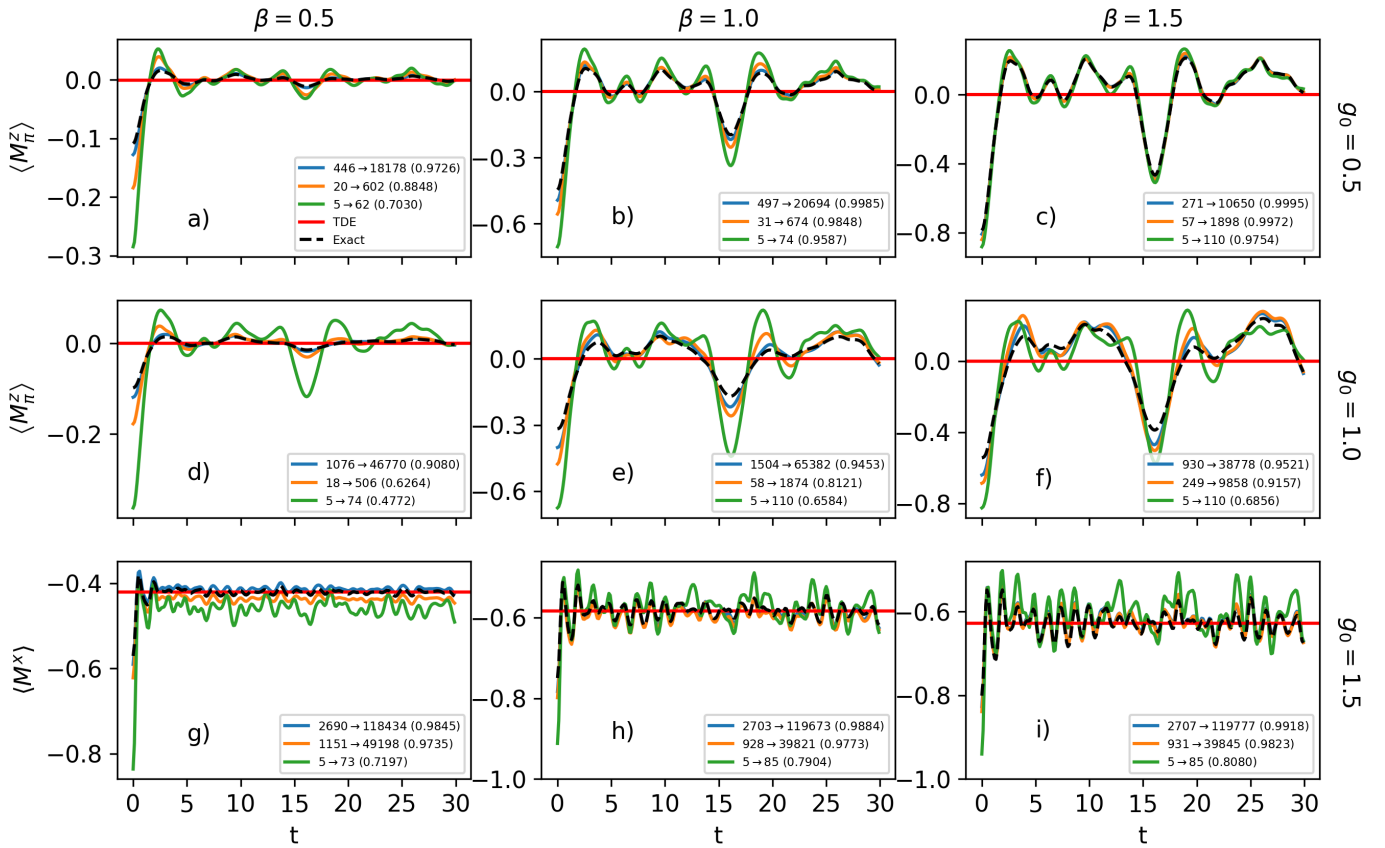 β = 0.5
β = 1.0
β = 1.5
⟨M_π^z⟩
0.0
−0.1
−0.2
−0.3
a)
446→18178 (0.9726)
20→602 (0.8848)
5→62 (0.7030)
TDE
Exact
0.0
−0.3
−0.6
b)
497→20694 (0.9985)
31→674 (0.9848)
5→74 (0.9587)
0.0
−0.4
−0.8
c)
271→10650 (0.9995)
57→1898 (0.9972)
5→110 (0.9754)
g₀ = 0.5
⟨M_π^z⟩
0.0
−0.2
d)
1076→46770 (0.9080)
18→506 (0.6264)
5→74 (0.4772)
0.0
−0.3
−0.6
e)
1504→65382 (0.9453)
58→1874 (0.8121)
5→110 (0.6584)
0.0
−0.4
−0.8
f)
930→38778 (0.9521)
249→9858 (0.9157)
5→110 (0.6856)
g₀ = 1.0
⟨M^x⟩
−0.4
−0.6
−0.8
g)
2690→118434 (0.9845)
1151→49198 (0.9735)
5→73 (0.7197)
−0.6
−0.8
−1.0
h)
2703→119673 (0.9884)
928→39821 (0.9773)
5→85 (0.7904)
−0.6
−0.8
−1.0
i)
2707→119777 (0.9918)
931→39845 (0.9823)
5→85 (0.8080)
g₀ = 1.5
0 5 10 15 20 25 30
0 5 10 15 20 25 30
0 5 10 15 20 25 30
t
t
t